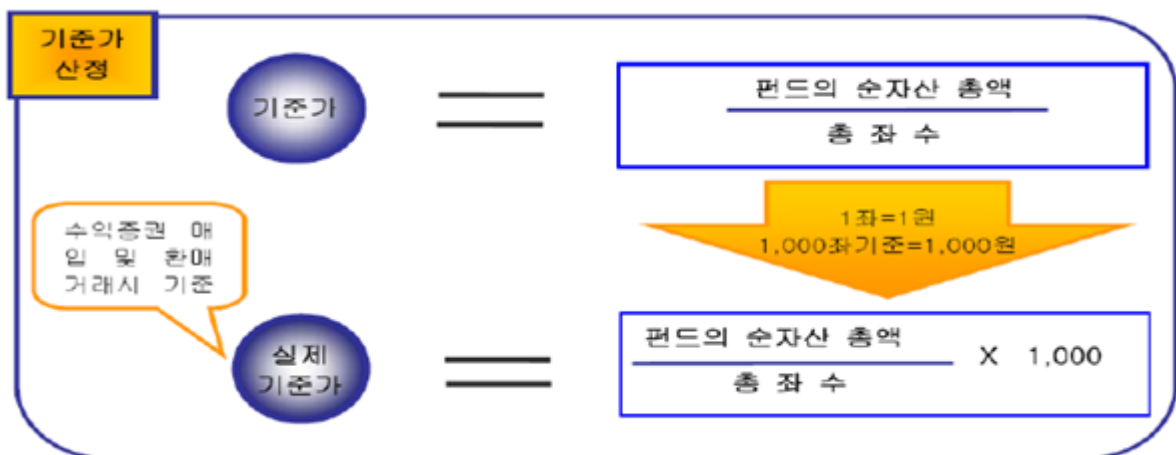 기준가
산정
기준가
펀드의 순자산 총액
총 좌 수
1좌=1원
1,000좌기준=1,000원
수익증권 매
입 및 환매
거래시 기준
실제
기준가
펀드의 순자산 총액
총 좌 수
X 1,000